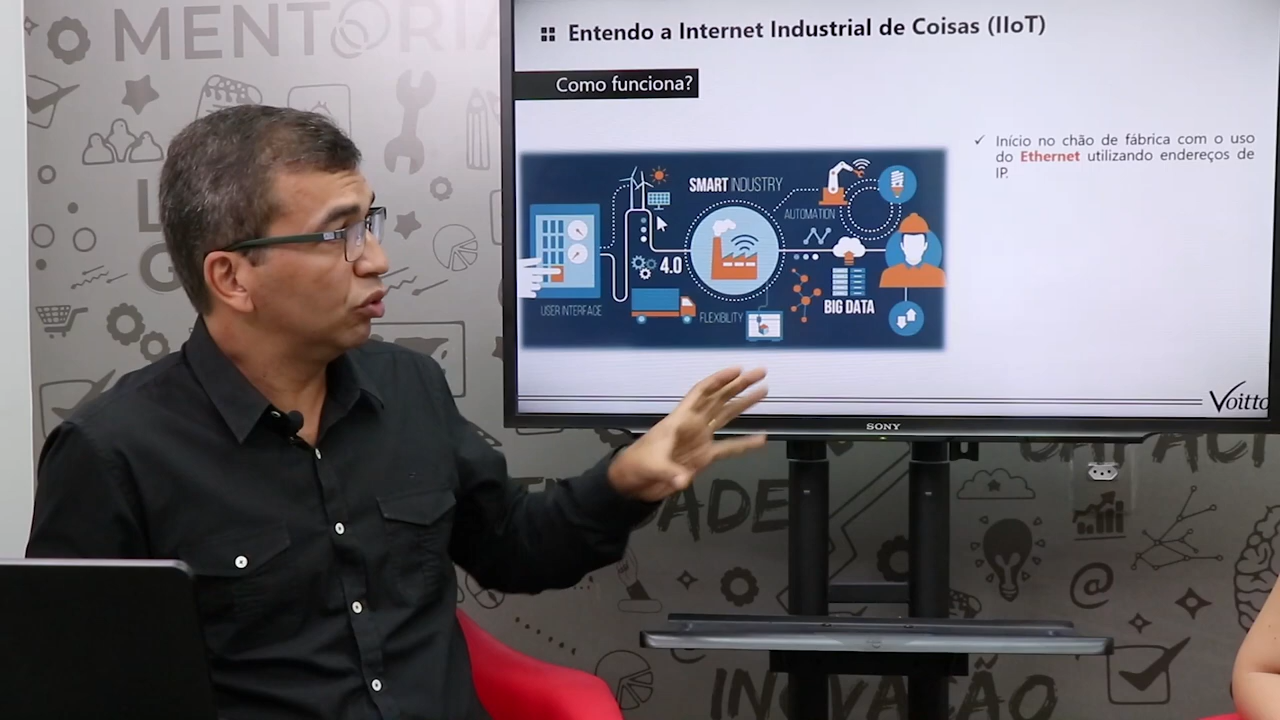 MENTORIA
Entendo a Internet Industrial de Coisas (IIoT)
Como funciona?
✓ Início no chão de fábrica com o uso
do Ethernet utilizando endereços de
IP.
SMART INDUSTRY
AUTOMATION
4.0
USER INTERFACE
FLEXIBILITY
BIG DATA
Voitto
SONY
INOVAÇÃO